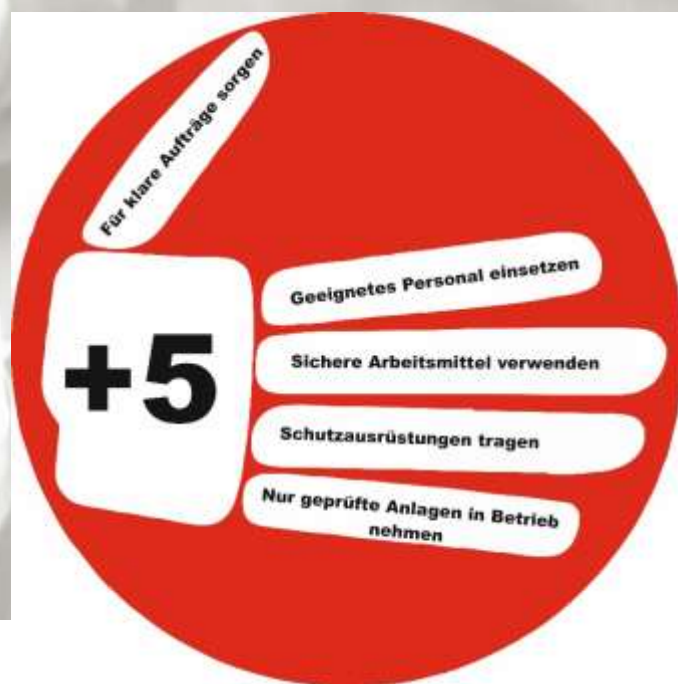 Für klare Aufträge sorgen
Geeignetes Personal einsetzen
+5
Sichere Arbeitsmittel verwenden
Schutzausrüstungen tragen
Nur geprüfte Anlagen in Betrieb
nehmen